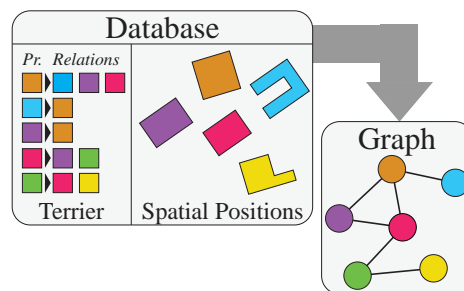 Database
Pr. Relations
Terrier
Spatial Positions
Graph